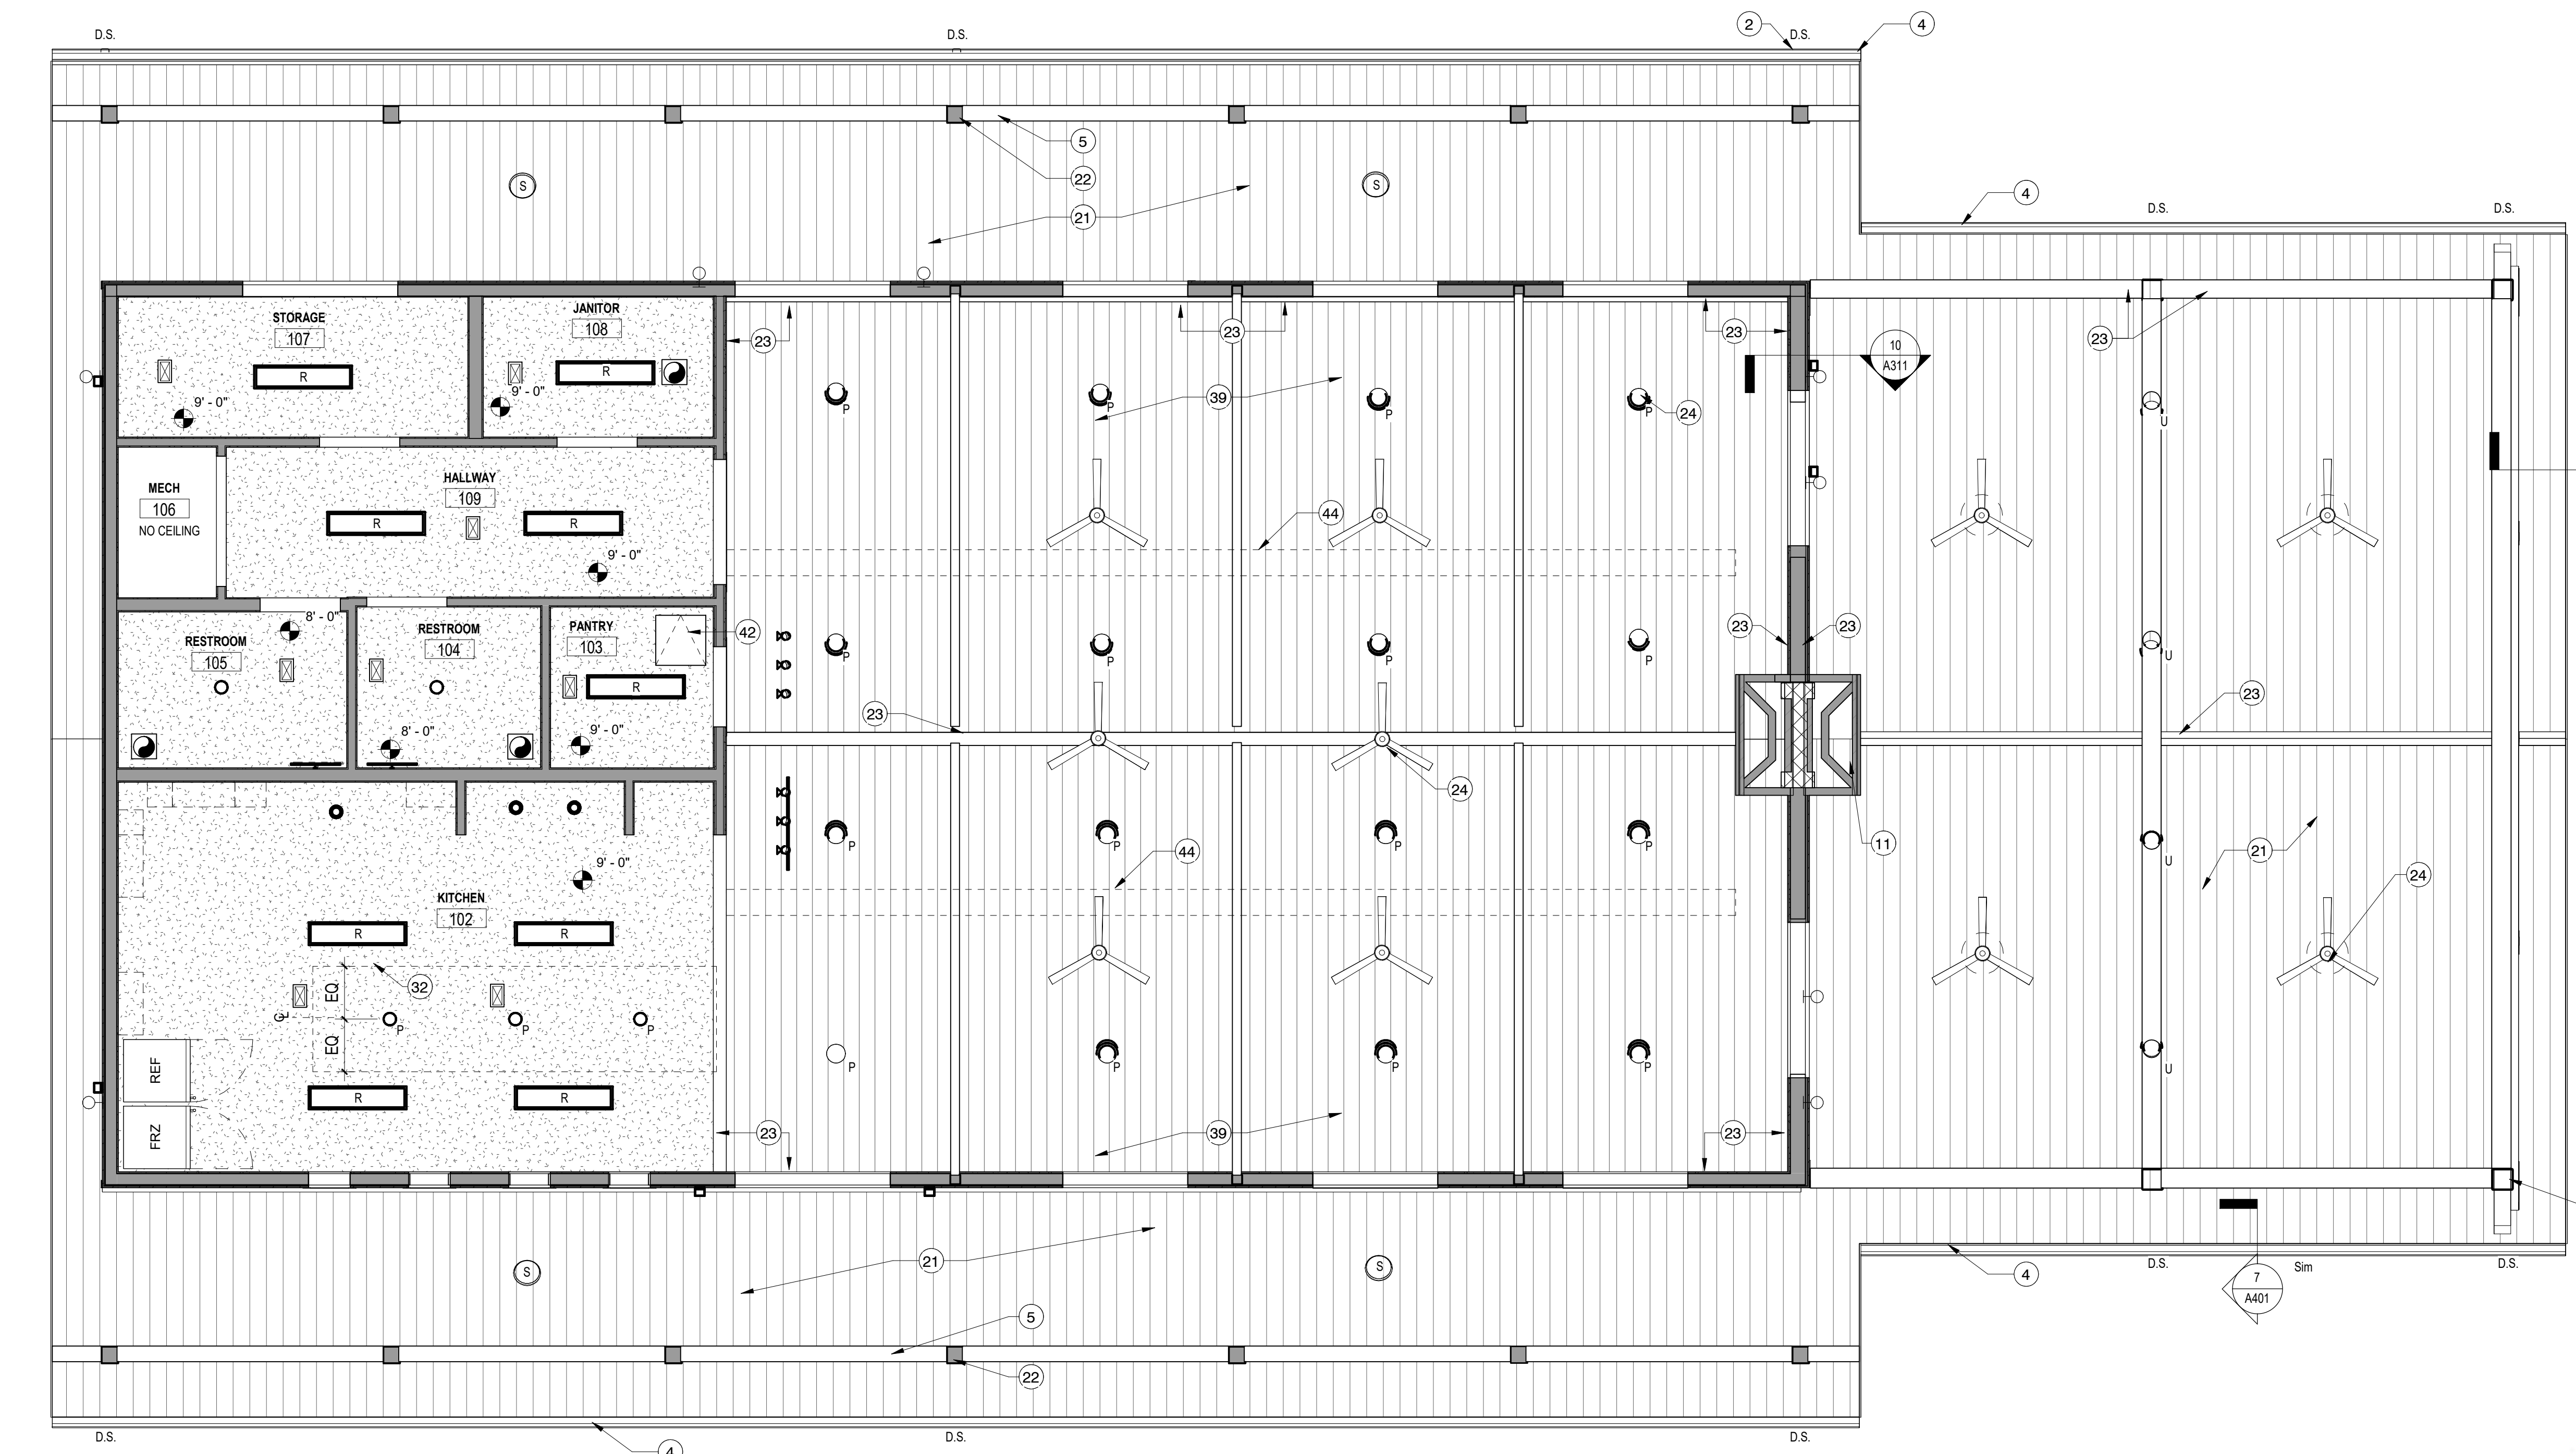 D.S.
D.S.
2
D.S.
4
5
22
S
S
21
4
D.S.
D.S.
STORAGE
107
R
9' - 0"
JANITOR
108
R
9' - 0"
23
23
23
23
10
A311
39
P
P
P
P
24
U
MECH
106
NO CEILING
HALLWAY
109
R
R
9' - 0"
44
8' - 0"
RESTROOM
105
RESTROOM
104
8' - 0"
PANTRY
103
R
9' - 0"
42
P
P
P
P
23
23
U
23
23
24
11
44
P
P
P
P
U
21
24
9' - 0"
KITCHEN
102
R
R
32
EQ
EQ
P
P
P
REF
FRZ
R
R
P
P
P
P
U
23
39
23
21
S
S
4
D.S.
Sim
D.S.
7
A401
5
22
D.S.
4
D.S.
D.S.